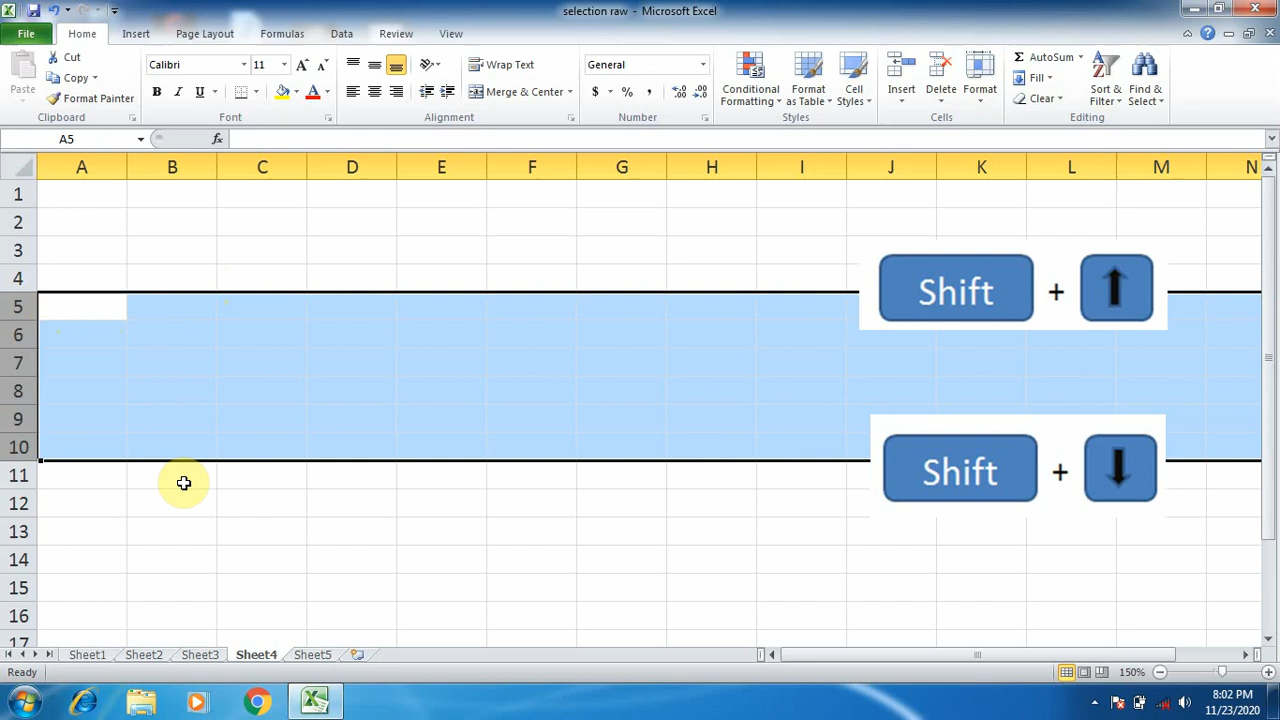 selection raw - Microsoft Excel
File Home Insert Page Layout Formulas Data Review View
Paste
Cut
Copy
Format Painter
Clipboard
Calibri 11
B I U
Font
Wrap Text
Merge & Center
Alignment
General
$ % ,
Number
Conditional Formatting
Format as Table
Cell Styles
Styles
Insert Delete Format
Cells
Σ AutoSum
Fill
Clear
Sort & Filter
Find & Select
Editing
A5 fx
A B C D E F G H I J K L M N
1
2
3
4
5
6
7
8
9
10
11
12
13
14
15
16
17
Shift + ↑
Shift + ↓
Sheet1 Sheet2 Sheet3 Sheet4 Sheet5
Ready 150%
8:02 PM
11/23/2020